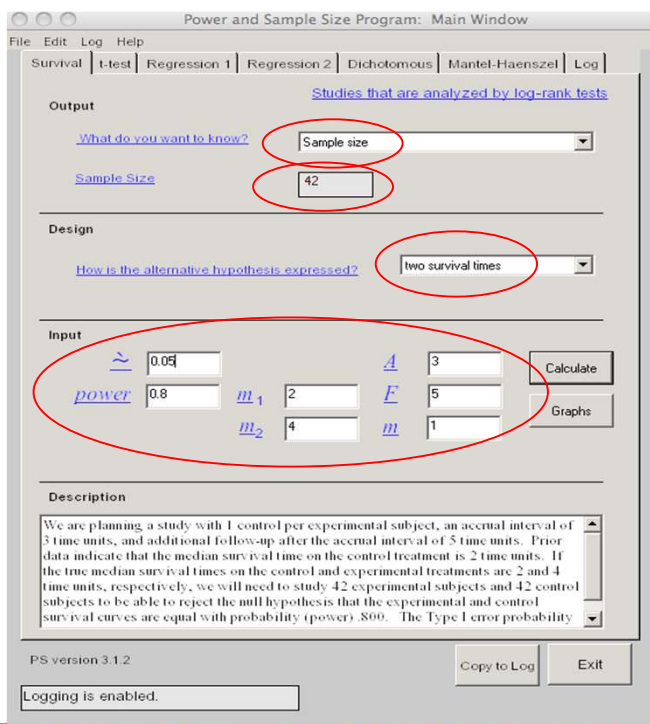 Power and Sample Size Program: Main Window
File Edit Log Help
Survival t-test Regression 1 Regression 2 Dichotomous Mantel-Haenszel Log
Studies that are analyzed by log-rank tests
Output
What do you want to know? Sample size
Sample Size 42
Design
How is the alternative hypothesis expressed? two survival times
Input
~ 0.05 A 3 Calculate
power 0.8 m1 2 F 5 Graphs
m2 4 m 1
Description
We are planning a study with 1 control per experimental subject, an accrual interval of
3 time units, and additional follow-up after the accrual interval of 5 time units. Prior
data indicate that the median survival time on the control treatment is 2 time units. If
the true median survival times on the control and experimental treatments are 2 and 4
time units, respectively, we will need to study 42 experimental subjects and 42 control
subjects to be able to reject the null hypothesis that the experimental and control
survival curves are equal with probability (power) .800. The Type I error probability
PS version 3.1.2 Copy to Log Exit
Logging is enabled.